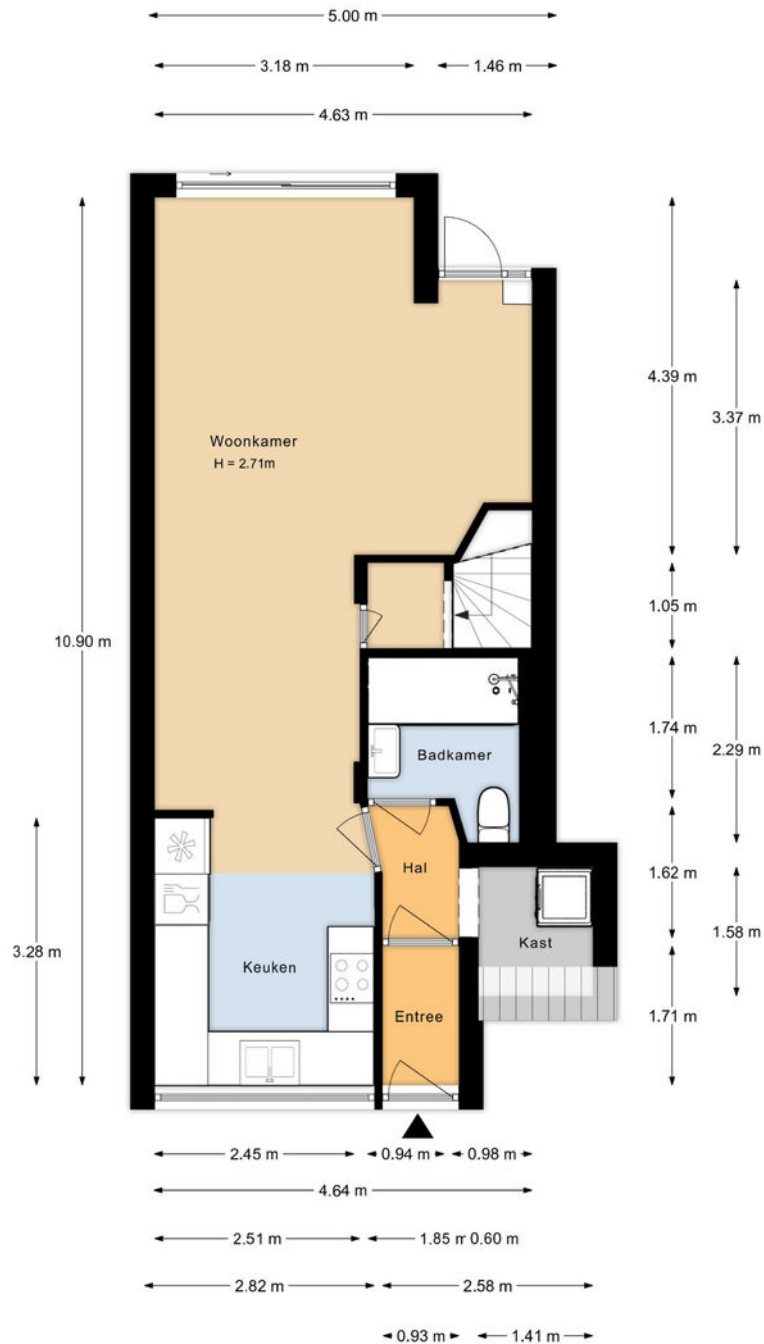 5.00 m
3.18 m
1.46 m
4.63 m
Woonkamer
H = 2.71m
4.39 m
3.37 m
1.05 m
10.90 m
1.74 m
2.29 m
Badkamer
Hal
1.62 m
1.58 m
Kast
3.28 m
Keuken
Entree
1.71 m
2.45 m
0.94 m
0.98 m
4.64 m
2.51 m
1.85 m 0.60 m
2.82 m
2.58 m
0.93 m
1.41 m